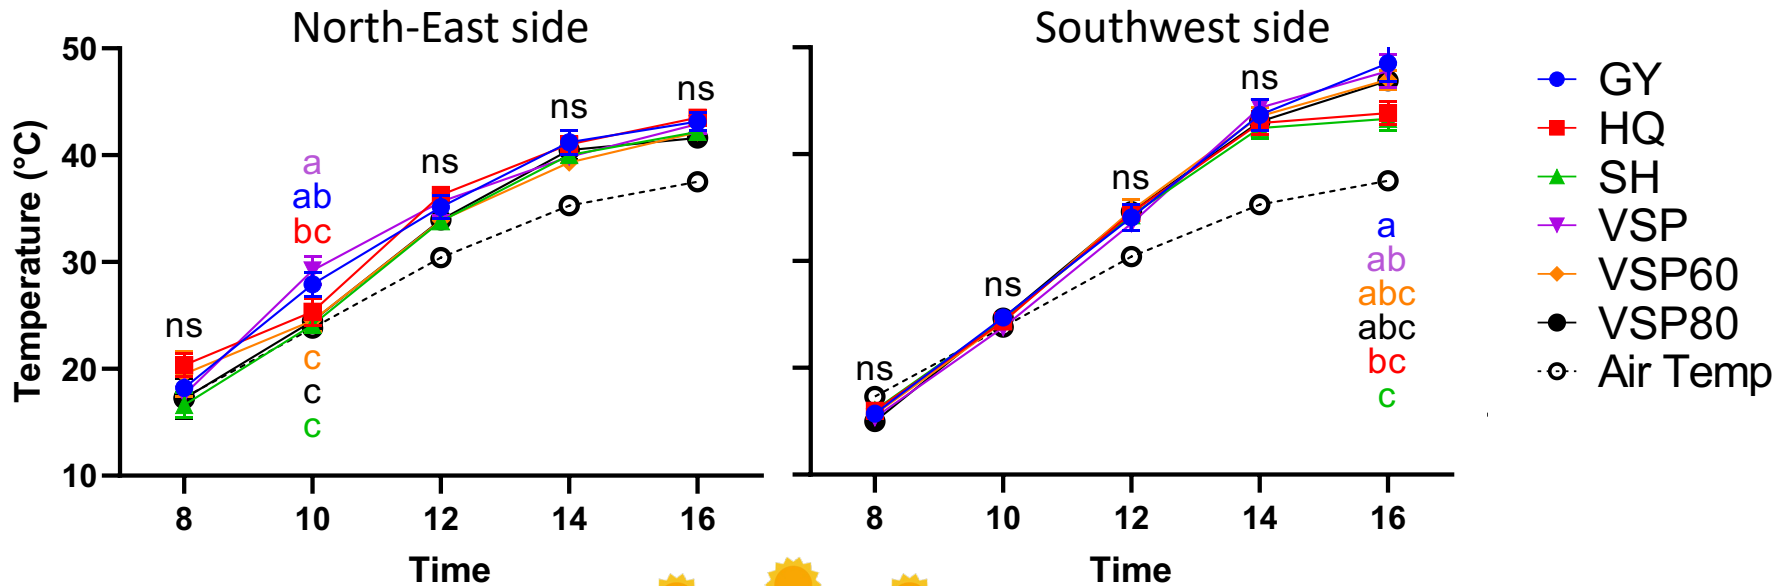 North-East side
Southwest side
Temperature (°C)
50
40
30
20
10
ns
a
ab
bc
c
c
c
ns
ns
ns
8
10
12
14
16
Time
ns
ns
ns
ns
a
ab
abc
abc
bc
c
8
10
12
14
16
Time
GY
HQ
SH
VSP
VSP60
VSP80
Air Temp